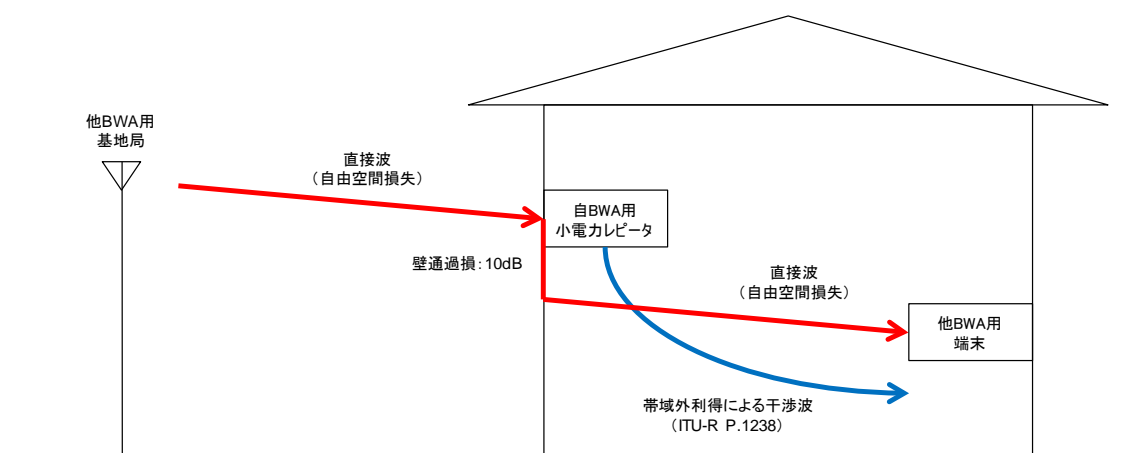 他BWA用
基地局
直接波
（自由空間損失）
自BWA用
小電力レピータ
壁通過損：10dB
直接波
（自由空間損失）
他BWA用
端末
帯域外利得による干渉波
（ITU-R P.1238）